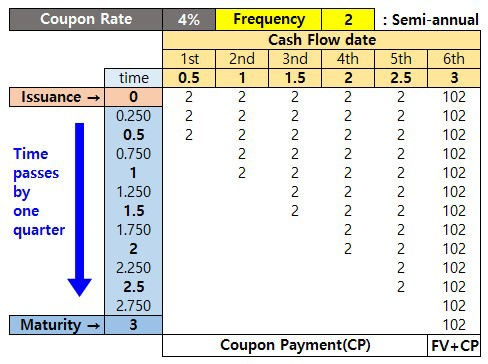 Coupon Rate 4% Frequency 2 : Semi-annual
Cash Flow date
1st 2nd 3nd 4th 5th 6th
time 0.5 1 1.5 2 2.5 3
Issuance → 0 2 2 2 2 2 102
0.250 2 2 2 2 2 102
0.5 2 2 2 2 2 102
Time 0.750 2 2 2 2 102
passes 1 2 2 2 2 102
by 1.250 2 2 2 102
one 1.5 2 2 2 102
quarter 1.750 2 2 102
2 2 2 102
2.250 2 102
2.5 2 102
2.750 102
Maturity → 3 102
Coupon Payment(CP) FV+CP